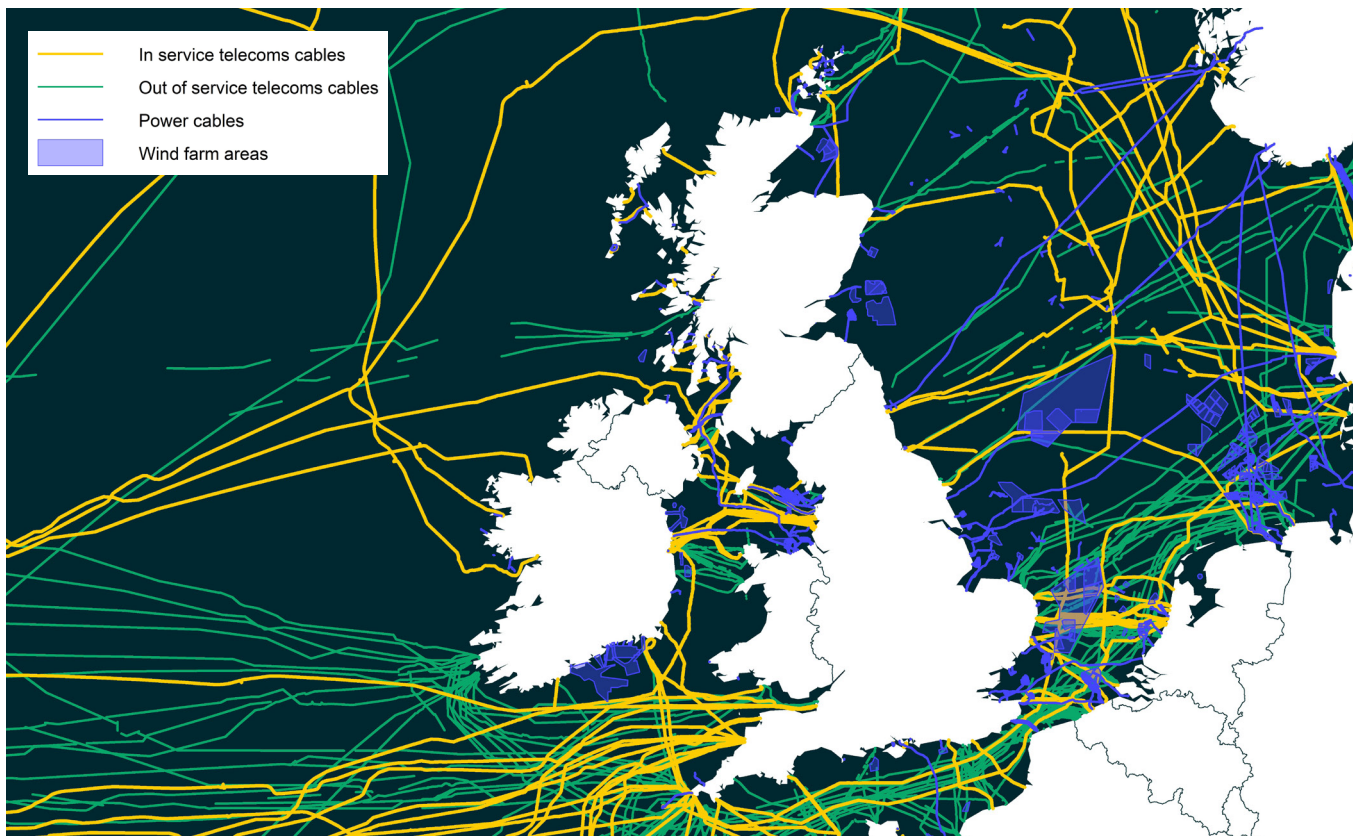 In service telecoms cables
Out of service telecoms cables
Power cables
Wind farm areas